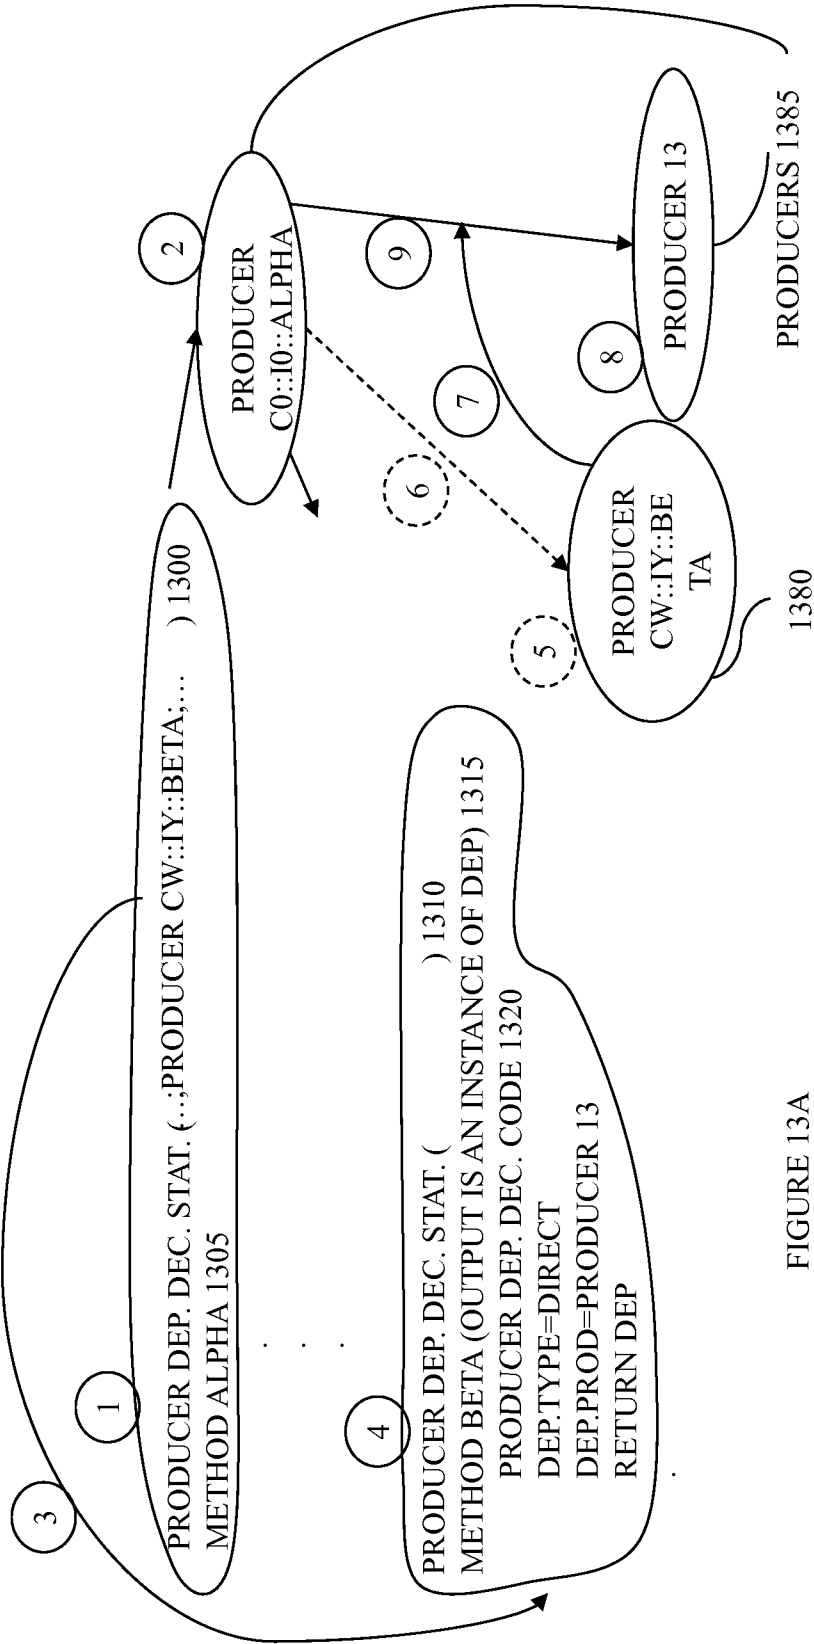 3
1
PRODUCER DEP. DEC. STAT. (...;PRODUCER CW::IY::BETA;... ) 1300
METHOD ALPHA 1305
. . .
2
PRODUCER
C0::I0::ALPHA
4
PRODUCER DEP. DEC. STAT. ( ) 1310
METHOD BETA (OUTPUT IS AN INSTANCE OF DEP) 1315
PRODUCER DEP. DEC. CODE 1320
DEP.TYPE=DIRECT
DEP.PROD=PRODUCER 13
RETURN DEP
.
6
9
7
5
8
PRODUCER
CW::IY::BE
TA
PRODUCER 13
1380
PRODUCERS 1385
FIGURE 13A